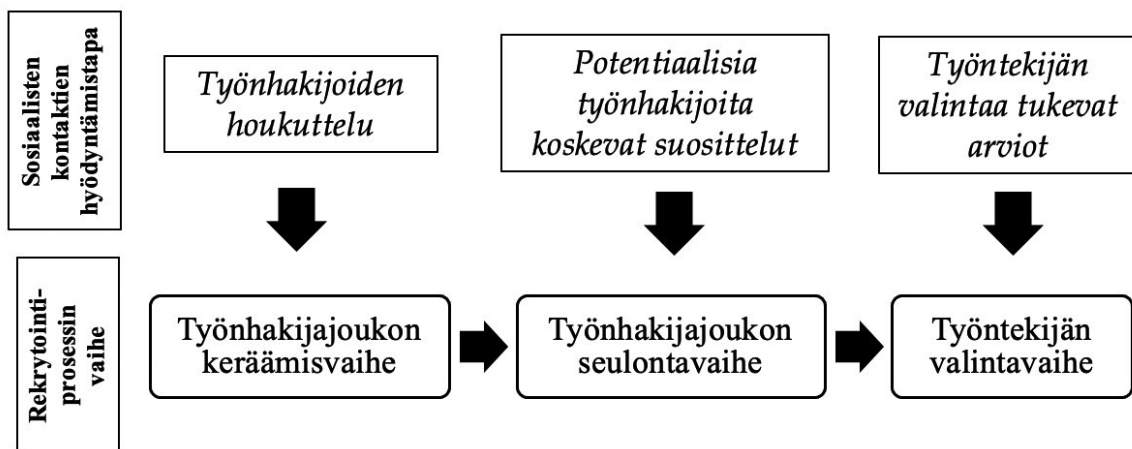 Sosiaalisten
kontaktien
hyödyntämistapa
Työnhakijoiden
houkuttelu
Potentiaalisia
työnhakijoita
koskevat suosittelut
Työntekijän
valintaa tukevat
arviot
Rekrytointi-
prosessin
vaihe
Työnhakijajoukon
keräämisvaihe
Työnhakijajoukon
seulontavaihe
Työntekijän
valintavaihe